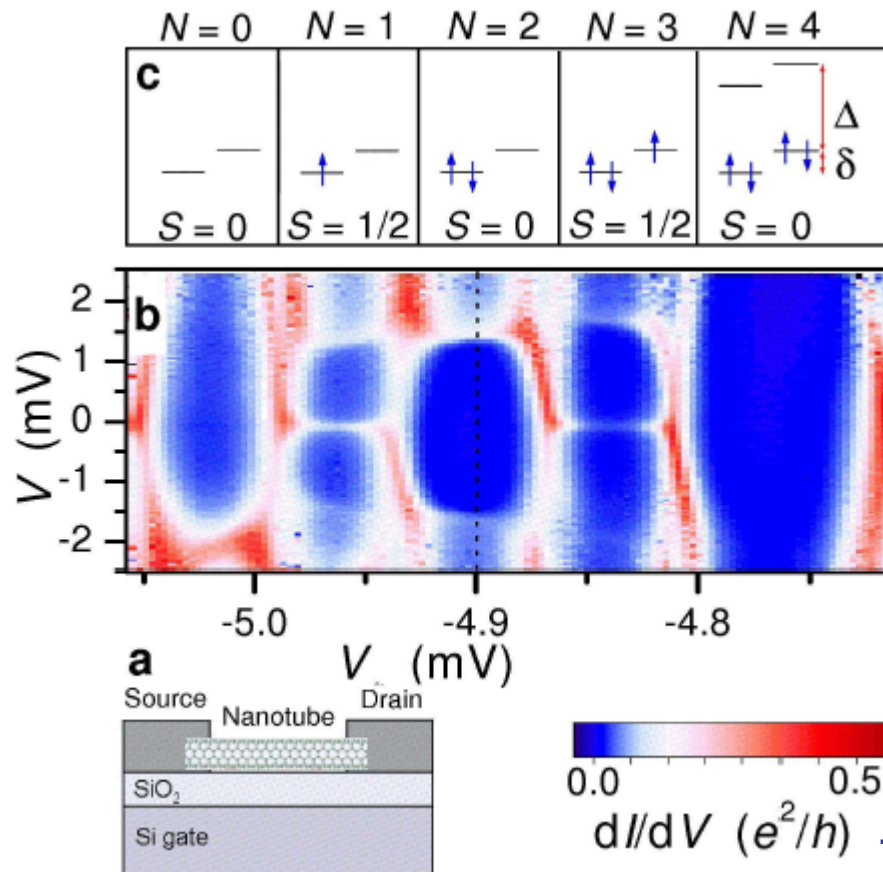 N = 0 N = 1 N = 2 N = 3 N = 4
c
Δ
δ
S = 0 S = 1/2 S = 0 S = 1/2 S = 0
b
2
1
0
-1
-2
V (mV)
-5.0 -4.9 -4.8
V (mV)
a
Source Drain
Nanotube
SiO₂
Si gate
0.0 0.5
dI/dV (e²/h)